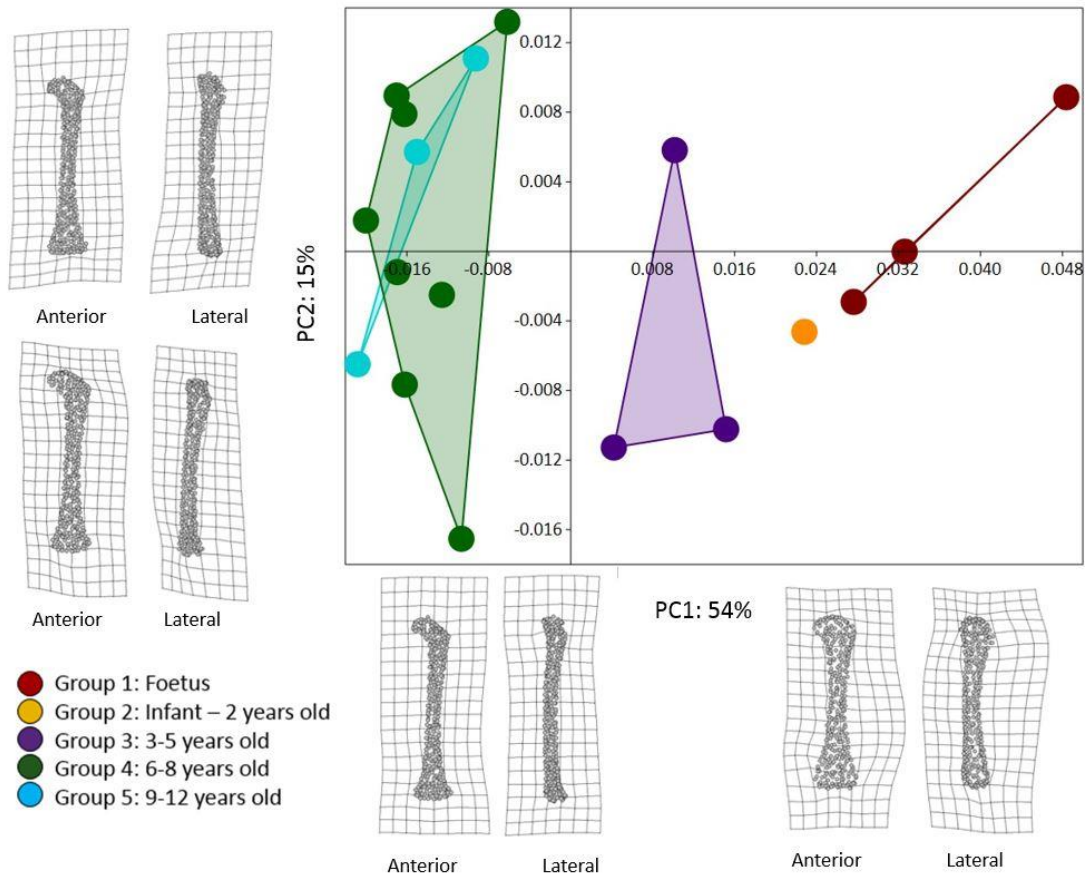 0.012
0.008
0.004
-0.016
-0.008
0.008
0.016
0.024
0.032
0.040
0.048
-0.004
-0.008
-0.012
-0.016
PC2: 15%
PC1: 54%
Anterior
Lateral
Anterior
Lateral
Group 1: Foetus
Group 2: Infant – 2 years old
Group 3: 3-5 years old
Group 4: 6-8 years old
Group 5: 9-12 years old
Anterior
Lateral
Anterior
Lateral